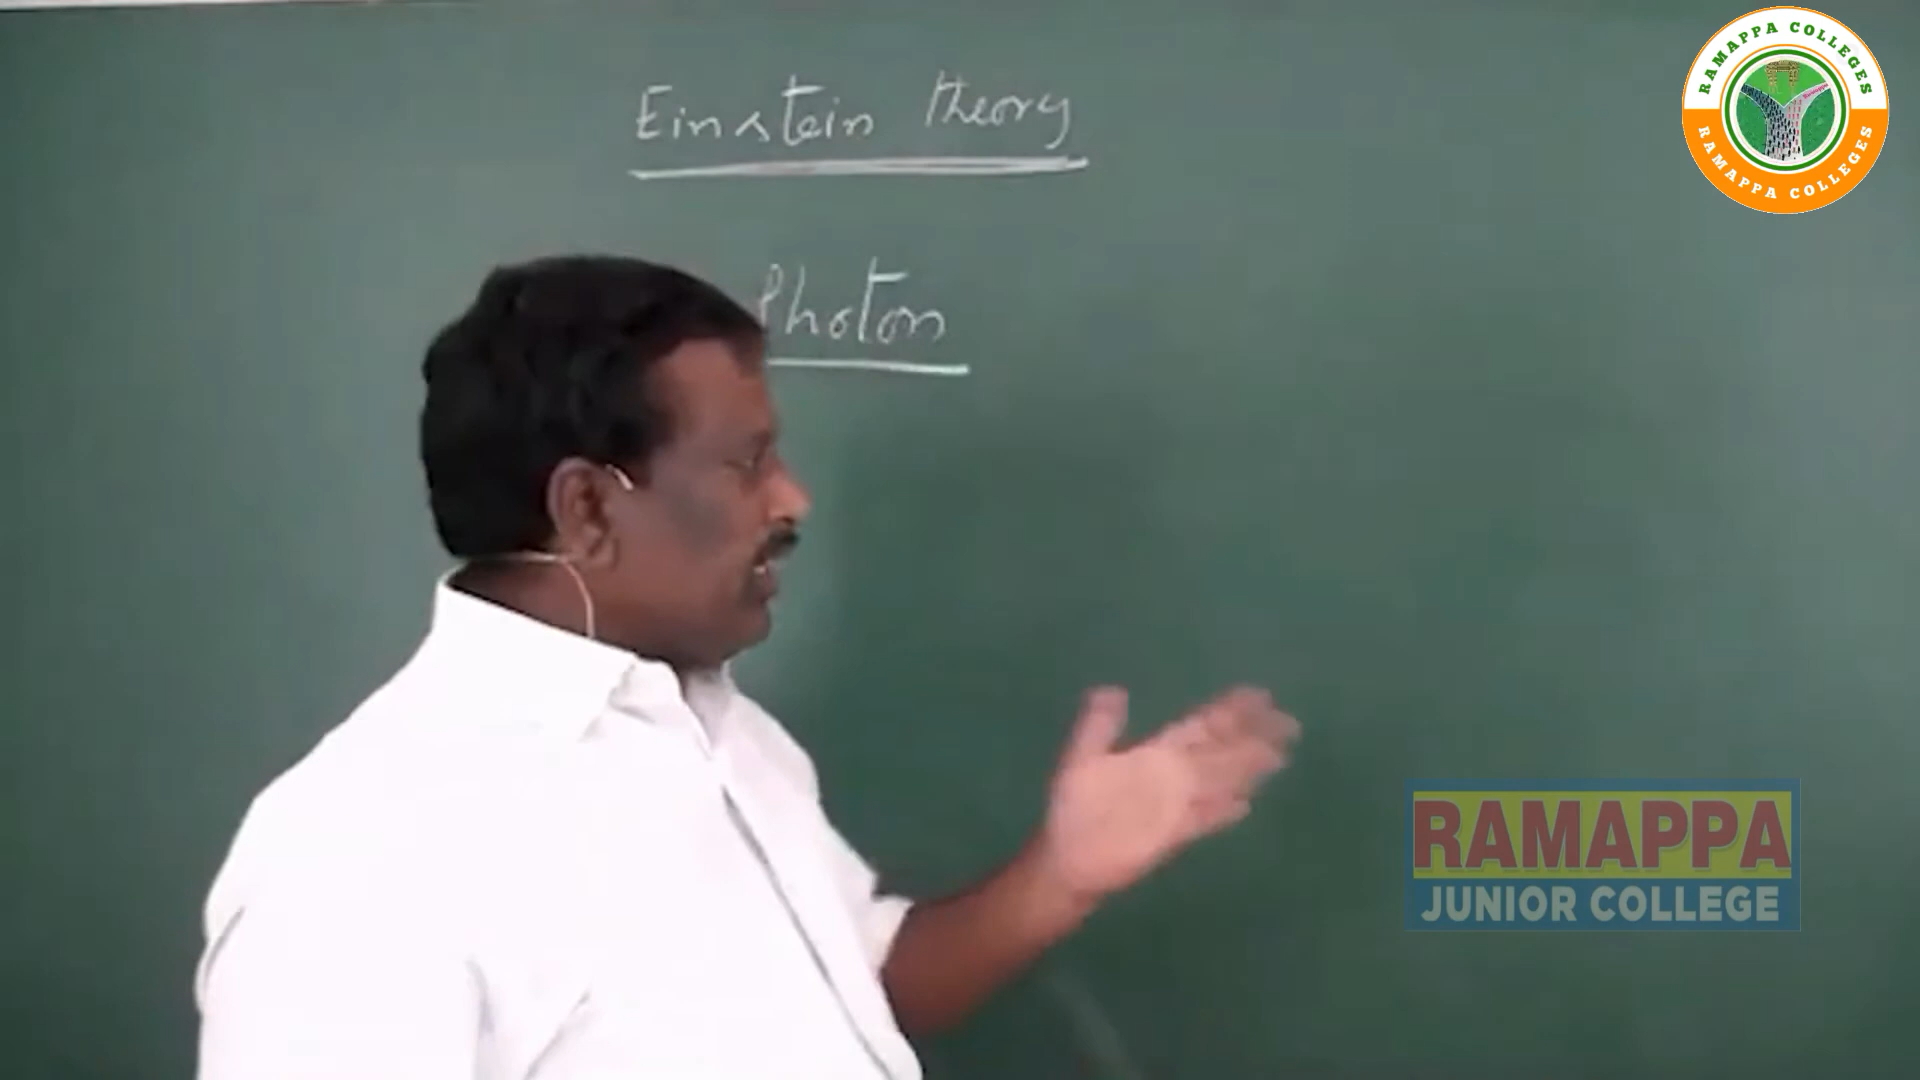 Einstein theory
Photon
RAMAPPA COLLEGES
RAMAPPA COLLEGES
RAMAPPA
JUNIOR COLLEGE